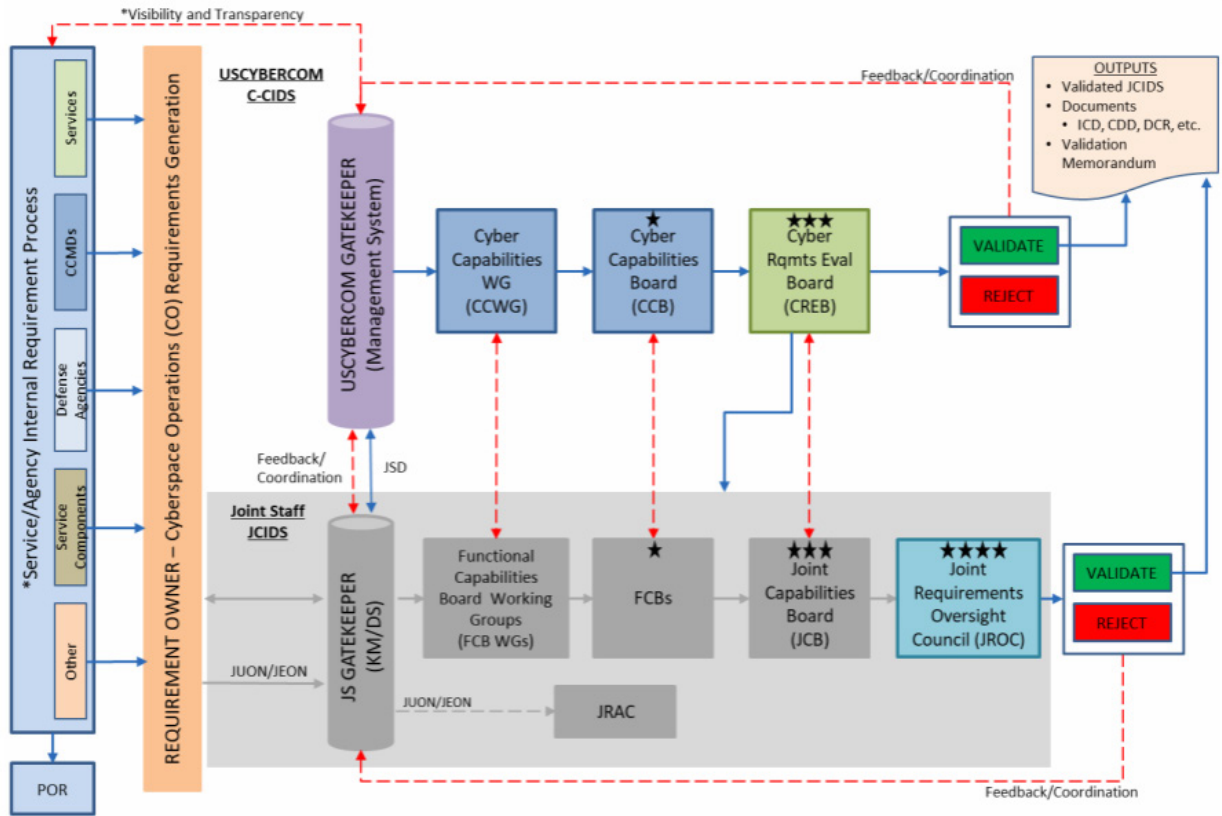 *Visibility and Transparency
*Service/Agency Internal Requirement Process
Services
CCMDs
Defense
Agencies
Service
Components
Other
POR
REQUIREMENT OWNER – Cyberspace Operations (CO) Requirements Generation
USCYBERCOM
C-CIDS
USCYBERCOM GATEKEEPER
(Management System)
Feedback/Coordination
Cyber
Capabilities
WG
(CCWG)
★
Cyber
Capabilities
Board
(CCB)
★★★
Cyber
Rqmts Eval
Board
(CREB)
VALIDATE
REJECT
OUTPUTS
• Validated JCIDS
• Documents
• ICD, CDD, DCR, etc.
• Validation
Memorandum
Feedback/
Coordination
JSD
Joint Staff
JCIDS
JS GATEKEEPER
(KM/DS)
Functional
Capabilities
Board Working
Groups
(FCB WGs)
★
FCBs
★★★
Joint
Capabilities
Board
(JCB)
★★★★
Joint
Requirements
Oversight
Council (JROC)
VALIDATE
REJECT
JUON/JEON
JUON/JEON
JRAC
Feedback/Coordination